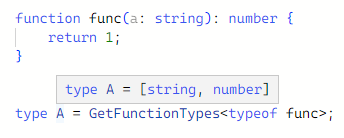 function func(a: string): number {
    return 1;
}
type A = [string, number]
type A = GetFunctionTypes<typeof func>;